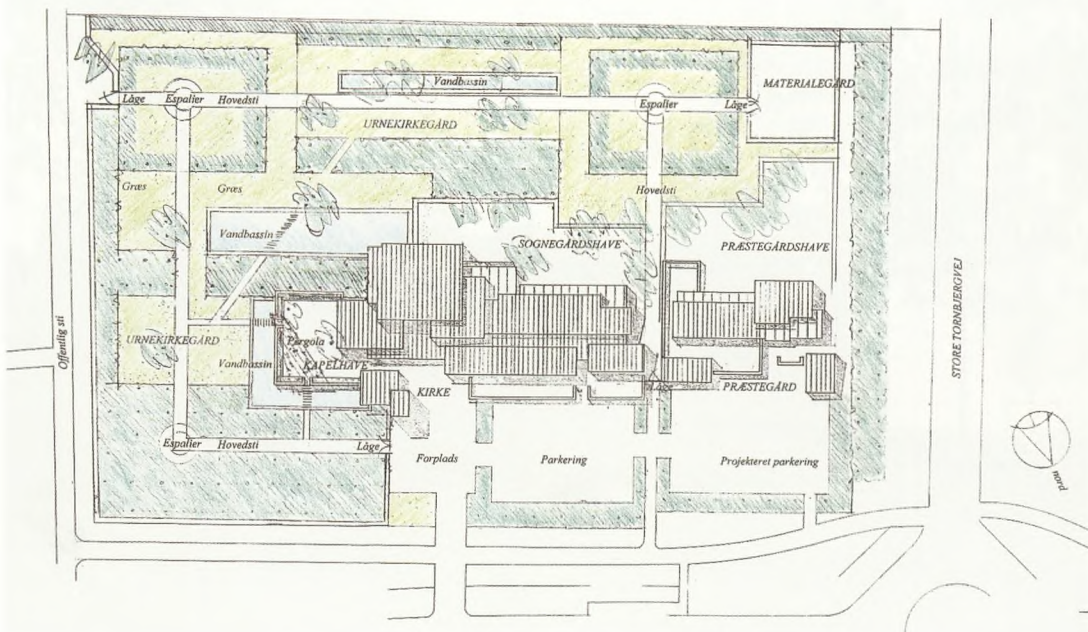 Vandbassin
MATERIALEGÅRD
Låge Espalier Hovedsti
Espalier Låge
URNEKIRKEGÅRD
Græs Græs
Hovedsti
Vandbassin
SOGNEGÅRDSHAVE
PRÆSTEGÅRDSHAVE
STORE TORNBJERGVEJ
Offentlig sti
URNEKIRKEGÅRD
Pergola
Vandbassin
KAPELHAVE
KIRKE
Låge
PRÆSTEGÅRD
Espalier Hovedsti Låge
Forplads
Parkering
Projekteret parkering
nord